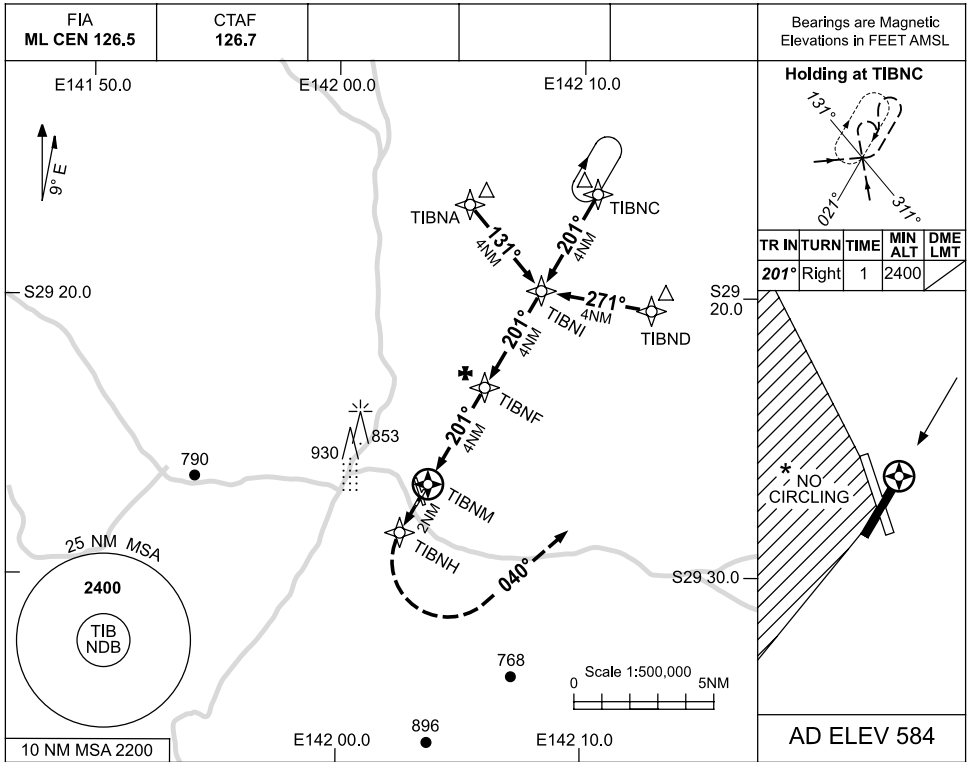 FIA
ML CEN 126.5
CTAF
126.7
Bearings are Magnetic
Elevations in FEET AMSL
E141 50.0
E142 00.0
E142 10.0
Holding at TIBNC
131°
021°
311°
9° E
TIBNA
TIBNC
131°
4NM
201°
4NM
TR IN TURN TIME MIN ALT DME LMT
201° Right 1 2400
S29 20.0
271°
4NM
S29
20.0
TIBNI
TIBND
201°
4NM
TIBNF
201°
4NM
930
853
790
* NO
CIRCLING
TIBNM
2NM
TIBNH
25 NM MSA
2400
TIB
NDB
040°
S29 30.0
768
Scale 1:500,000
0
5NM
896
10 NM MSA 2200
E142 00.0
E142 10.0
AD ELEV 584